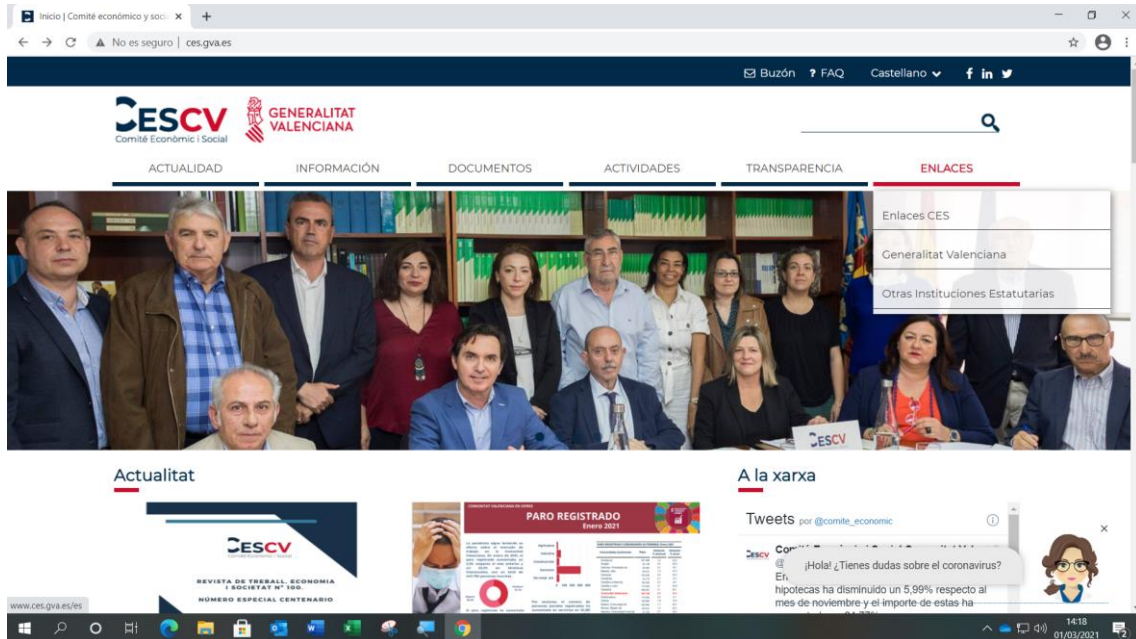 Inicio | Comité económico y soci
No es seguro | ces.gva.es
Buzón ? FAQ Castellano
CESCV
Comité Econòmic i Social
GENERALITAT
VALENCIANA
ACTUALIDAD INFORMACIÓN DOCUMENTOS ACTIVIDADES TRANSPARENCIA ENLACES
Enlaces CES
Generalitat Valenciana
Otras Instituciones Estatutarias
CESCV
Actualitat
A la xarxa
CESCV
REVISTA DE TREBALL, ECONOMIA
I SOCIETAT Nº 100.
NÚMERO ESPECIAL CENTENARIO
PARO REGISTRADO
Enero 2021
Tweets por @comite_economic
¡Hola! ¿Tienes dudas sobre el coronavirus?
hipotecas ha disminuido un 5,99% respecto al
mes de noviembre y el importe de estas ha
www.ces.gva.es/es
14:18
01/03/2021